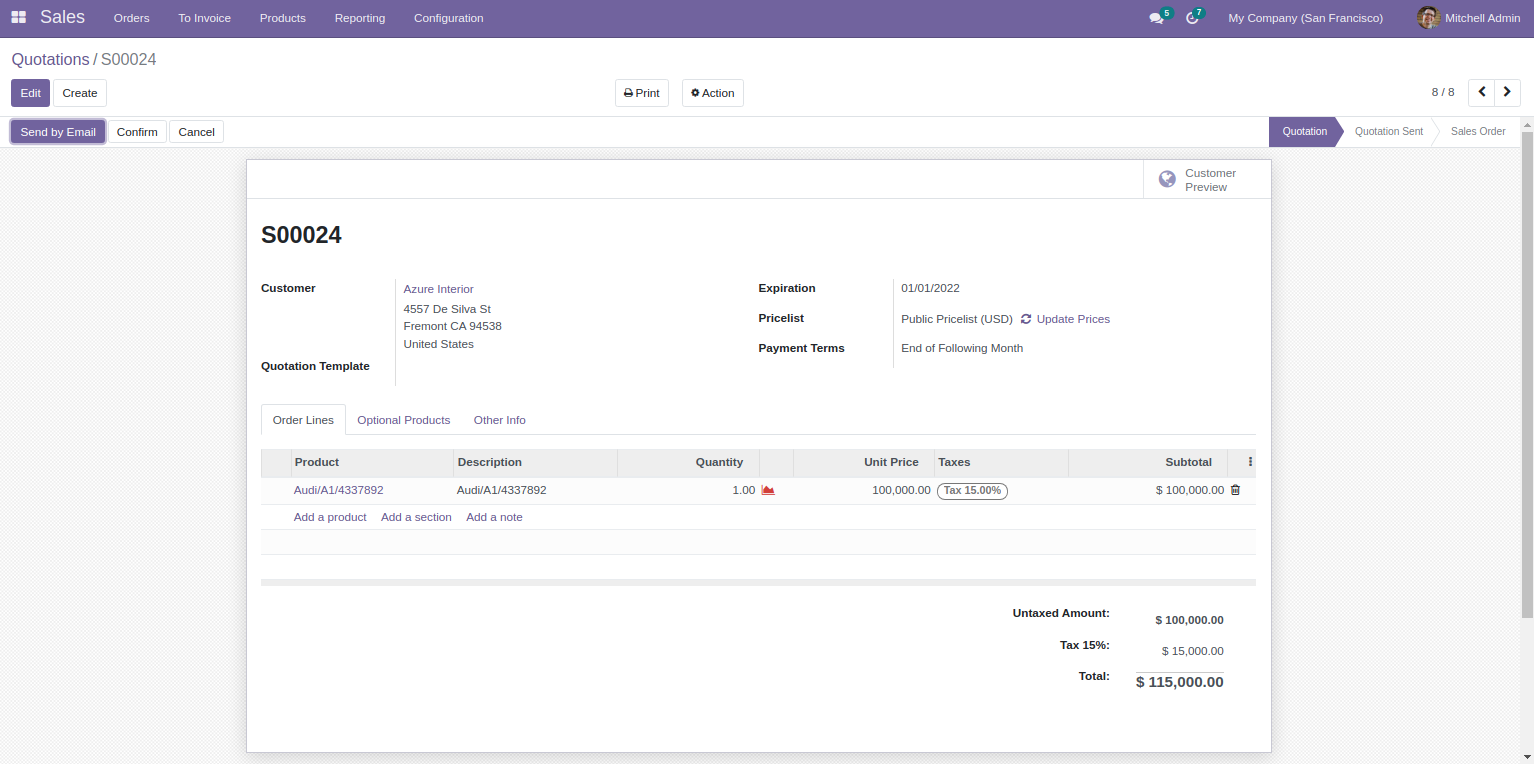 Sales Orders To Invoice Products Reporting Configuration 5 7 My Company (San Francisco) Mitchell Admin
Quotations / S00024
Edit Create Print Action 8 / 8
Send by Email Confirm Cancel Quotation Quotation Sent Sales Order
Customer
Preview
S00024
Customer Azure Interior Expiration 01/01/2022
4557 De Silva St
Fremont CA 94538 Pricelist Public Pricelist (USD) Update Prices
United States Payment Terms End of Following Month
Quotation Template
Order Lines Optional Products Other Info
Product Description Quantity Unit Price Taxes Subtotal
Audi/A1/4337892 Audi/A1/4337892 1.00 100,000.00 Tax 15.00% $ 100,000.00
Add a product Add a section Add a note
Untaxed Amount: $ 100,000.00
Tax 15%: $ 15,000.00
Total: $ 115,000.00